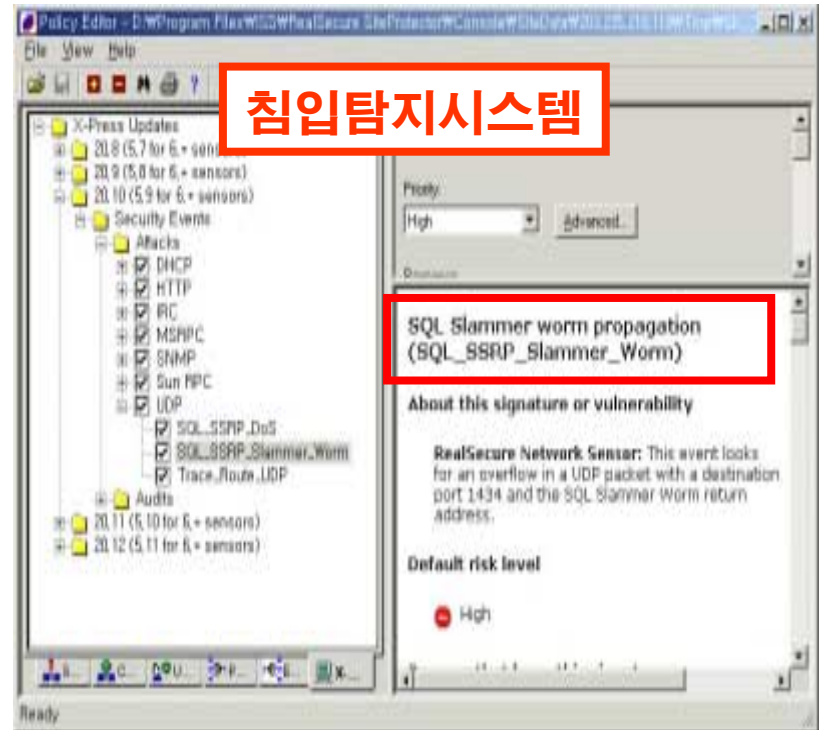 Policy Editor - D:\Program Files\ISS\RealSecure SiteProtector\Console\SiteData\
File View Help
침입탐지시스템
X-Press Updates
20.8 (5.7 for 6.+ sensors)
20.9 (5.8 for 6.+ sensors)
20.10 (5.9 for 6.+ sensors)
Security Events
Attacks
DHCP
HTTP
IRC
MSRPC
SNMP
Sun RPC
UDP
SQL_SSRP_DoS
SQL_SSRP_Slammer_Worm
Trace_Route_UDP
Audits
20.11 (5.10 for 6.+ sensors)
20.12 (5.11 for 6.+ sensors)
Priority:
High
Advanced...
SQL Slammer worm propagation
(SQL_SSRP_Slammer_Worm)
About this signature or vulnerability
RealSecure Network Sensor: This event looks
for an overflow in a UDP packet with a destination
port 1434 and the SQL Slammer Worm return
address.
Default risk level
High
S... C... U... P... E... X-...
Ready